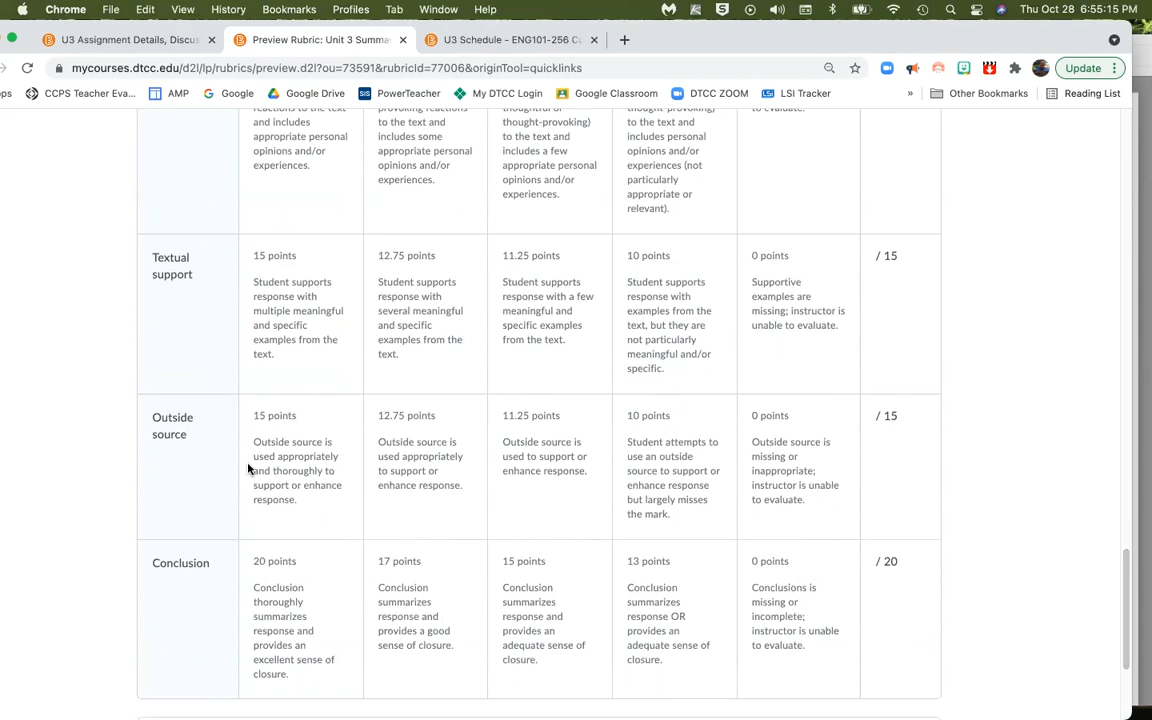 Chrome File Edit View History Bookmarks Profiles Tab Window Help Thu Oct 28 6:55:15 PM
U3 Assignment Details, Discus Preview Rubric: Unit 3 Summa U3 Schedule - ENG101-256 Cu
mycourses.dtcc.edu/d2l/lp/rubrics/preview.d2l?ou=73591&rubricId=77006&originTool=quicklinks Update
ps CCPS Teacher Eva... AMP Google Google Drive PowerTeacher My DTCC Login Google Classroom DTCC ZOOM LSI Tracker » Other Bookmarks Reading List
reactions to the text
and includes
appropriate personal
opinions and/or
experiences.
reactions
to the text and
includes some
appropriate personal
opinions and/or
experiences.
thought-provoking)
to the text and
includes a few
appropriate personal
opinions and/or
experiences.
thought-provoking)
to the text and
includes personal
opinions and/or
experiences (not
particularly
appropriate or
relevant).
to evaluate.
Textual
support
15 points
Student supports
response with
multiple meaningful
and specific
examples from the
text.
12.75 points
Student supports
response with
several meaningful
and specific
examples from the
text.
11.25 points
Student supports
response with a few
meaningful and
specific examples
from the text.
10 points
Student supports
response with
examples from the
text, but they are
not particularly
meaningful and/or
specific.
0 points
Supportive
examples are
missing; instructor is
unable to evaluate.
/ 15
Outside
source
15 points
Outside source is
used appropriately
and thoroughly to
support or enhance
response.
12.75 points
Outside source is
used appropriately
to support or
enhance response.
11.25 points
Outside source is
used to support or
enhance response.
10 points
Student attempts to
use an outside
source to support or
enhance response
but largely misses
the mark.
0 points
Outside source is
missing or
inappropriate;
instructor is unable
to evaluate.
/ 15
Conclusion
20 points
Conclusion
thoroughly
summarizes
response and
provides an
excellent sense of
closure.
17 points
Conclusion
summarizes
response and
provides a good
sense of closure.
15 points
Conclusion
summarizes
response and
provides an
adequate sense of
closure.
13 points
Conclusion
summarizes
response OR
provides an
adequate sense of
closure.
0 points
Conclusions is
missing or
incomplete;
instructor is unable
to evaluate.
/ 20